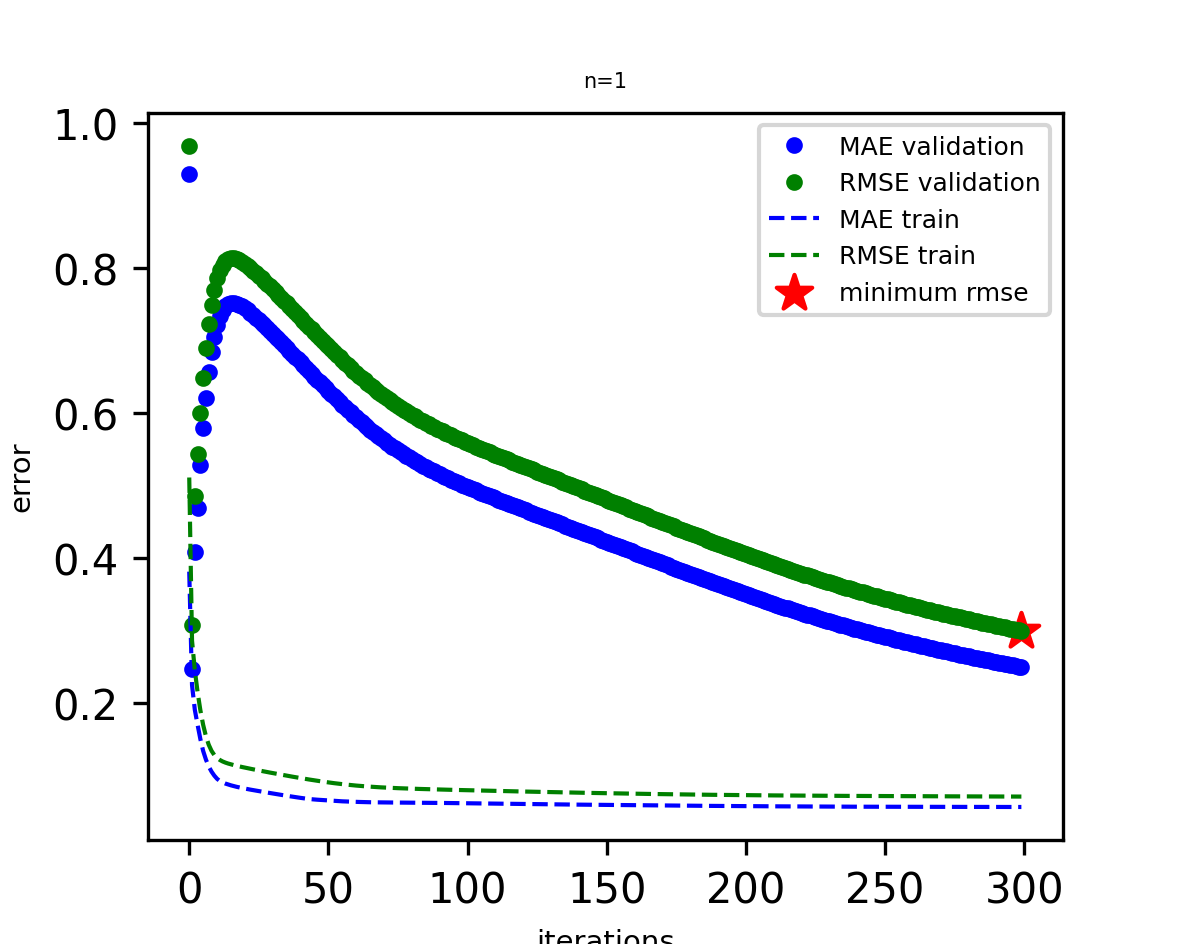 n=1
1.0
0.8
0.6
0.4
0.2
error
MAE validation
RMSE validation
MAE train
RMSE train
minimum rmse
0 50 100 150 200 250 300
iterations